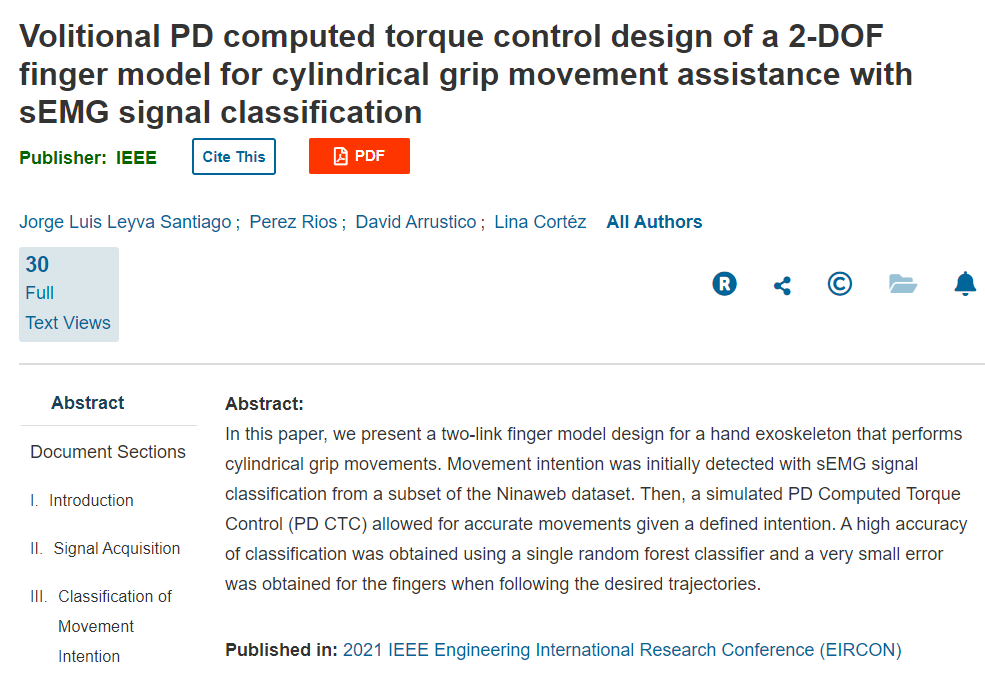 Volitional PD computed torque control design of a 2-DOF
finger model for cylindrical grip movement assistance with
sEMG signal classification
Publisher: IEEE
Cite This
PDF
Jorge Luis Leyva Santiago ; Perez Rios ; David Arrustico ; Lina Cortéz All Authors
30
Full
Text Views
R
©
Abstract
Document Sections
I. Introduction
II. Signal Acquisition
III. Classification of
Movement
Intention
Abstract:
In this paper, we present a two-link finger model design for a hand exoskeleton that performs
cylindrical grip movements. Movement intention was initially detected with sEMG signal
classification from a subset of the Ninaweb dataset. Then, a simulated PD Computed Torque
Control (PD CTC) allowed for accurate movements given a defined intention. A high accuracy
of classification was obtained using a single random forest classifier and a very small error
was obtained for the fingers when following the desired trajectories.
Published in: 2021 IEEE Engineering International Research Conference (EIRCON)